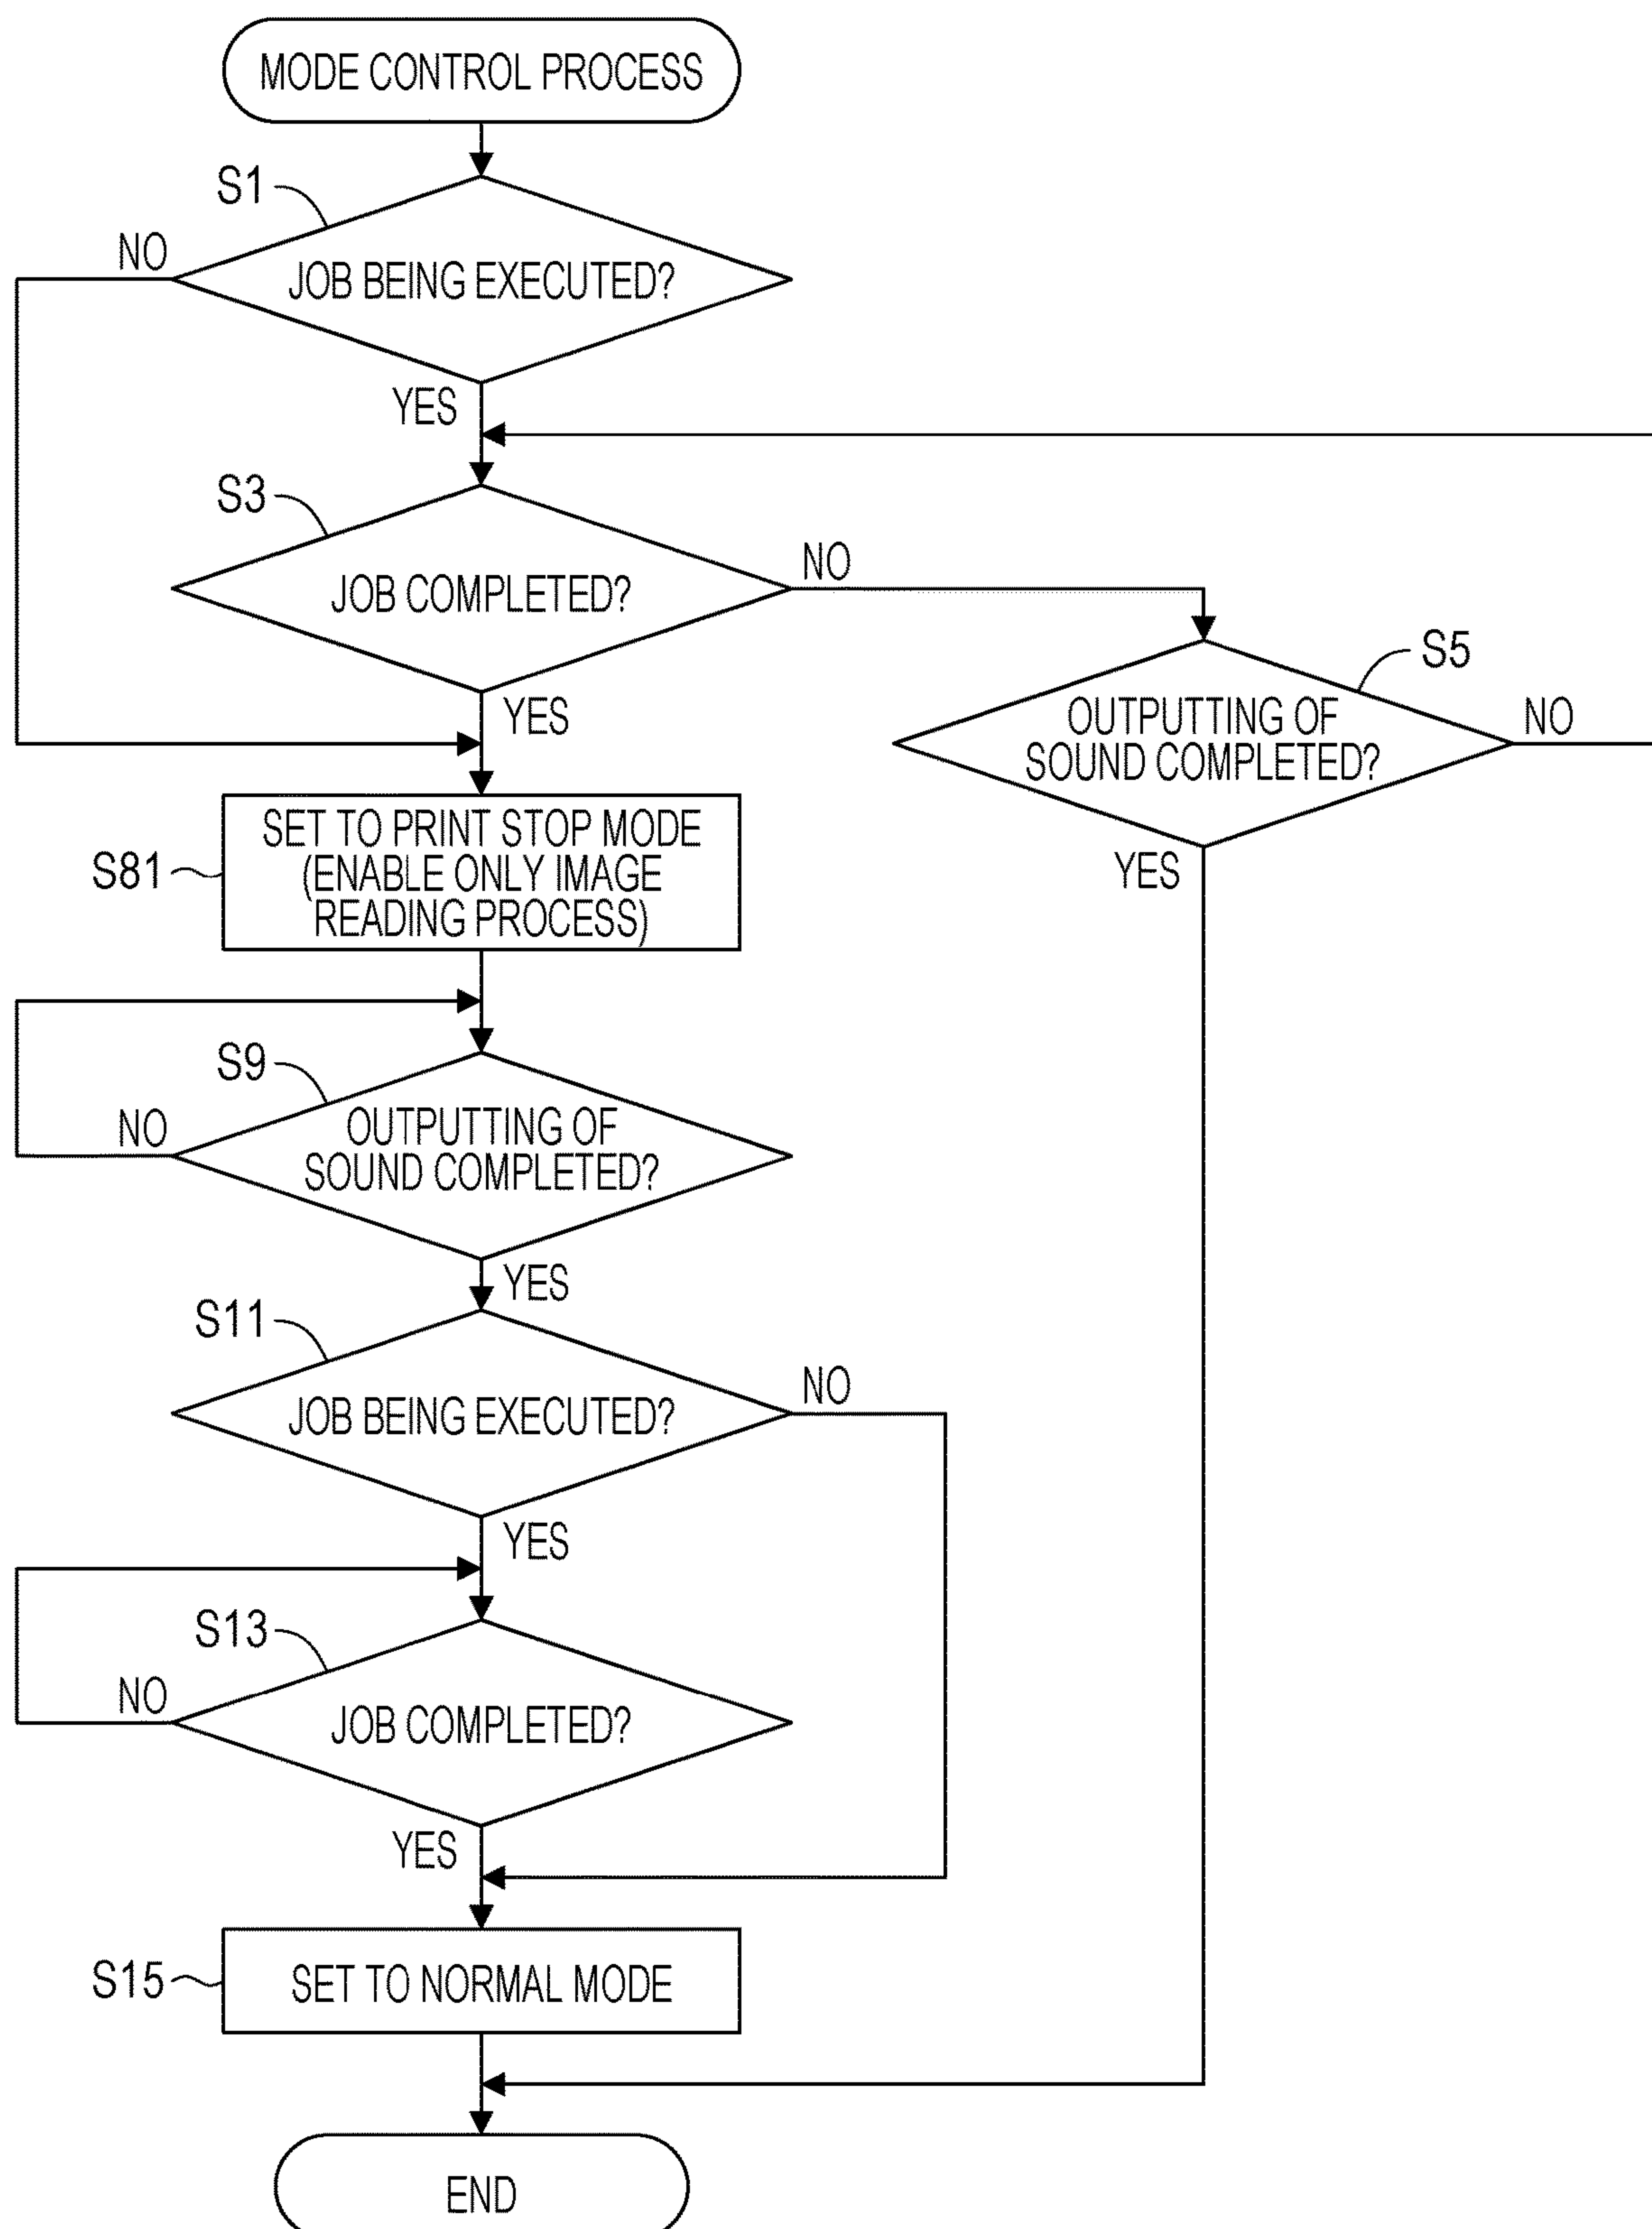 MODE CONTROL PROCESS
S1
NO
JOB BEING EXECUTED?
YES
S3
NO
JOB COMPLETED?
YES
S5
OUTPUTTING OF
SOUND COMPLETED?
NO
YES
SET TO PRINT STOP MODE
(ENABLE ONLY IMAGE
READING PROCESS)
S81
S9
NO
OUTPUTTING OF
SOUND COMPLETED?
YES
S11
NO
JOB BEING EXECUTED?
YES
S13
NO
JOB COMPLETED?
YES
S15
SET TO NORMAL MODE
END